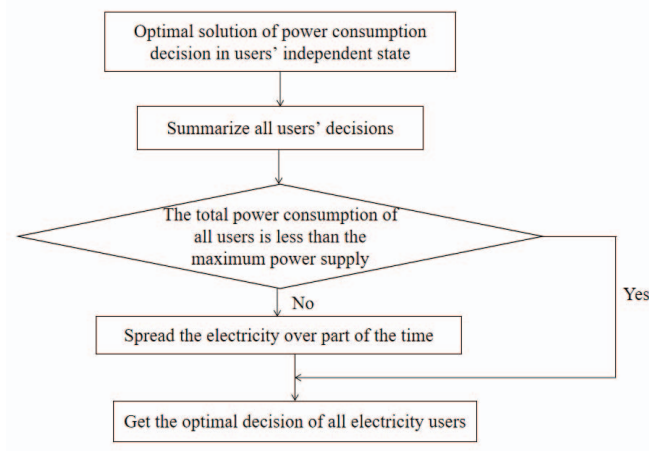 Optimal solution of power consumption
decision in users' independent state
Summarize all users' decisions
The total power consumption of
all users is less than the
maximum power supply
No
Yes
Spread the electricity over part of the time
Get the optimal decision of all electricity users